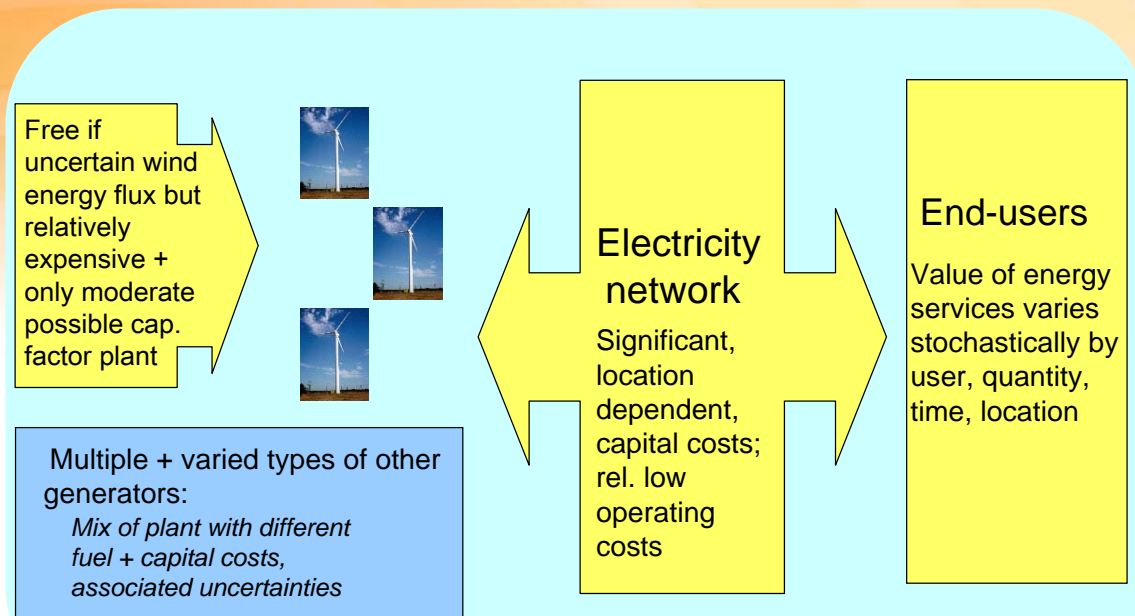 Free if
uncertain wind
energy flux but
relatively
expensive +
only moderate
possible cap.
factor plant
Multiple + varied types of other
generators:
Mix of plant with different
fuel + capital costs,
associated uncertainties
Electricity
network
Significant,
location
dependent,
capital costs;
rel. low
operating
costs
End-users
Value of energy
services varies
stochastically by
user, quantity,
time, location